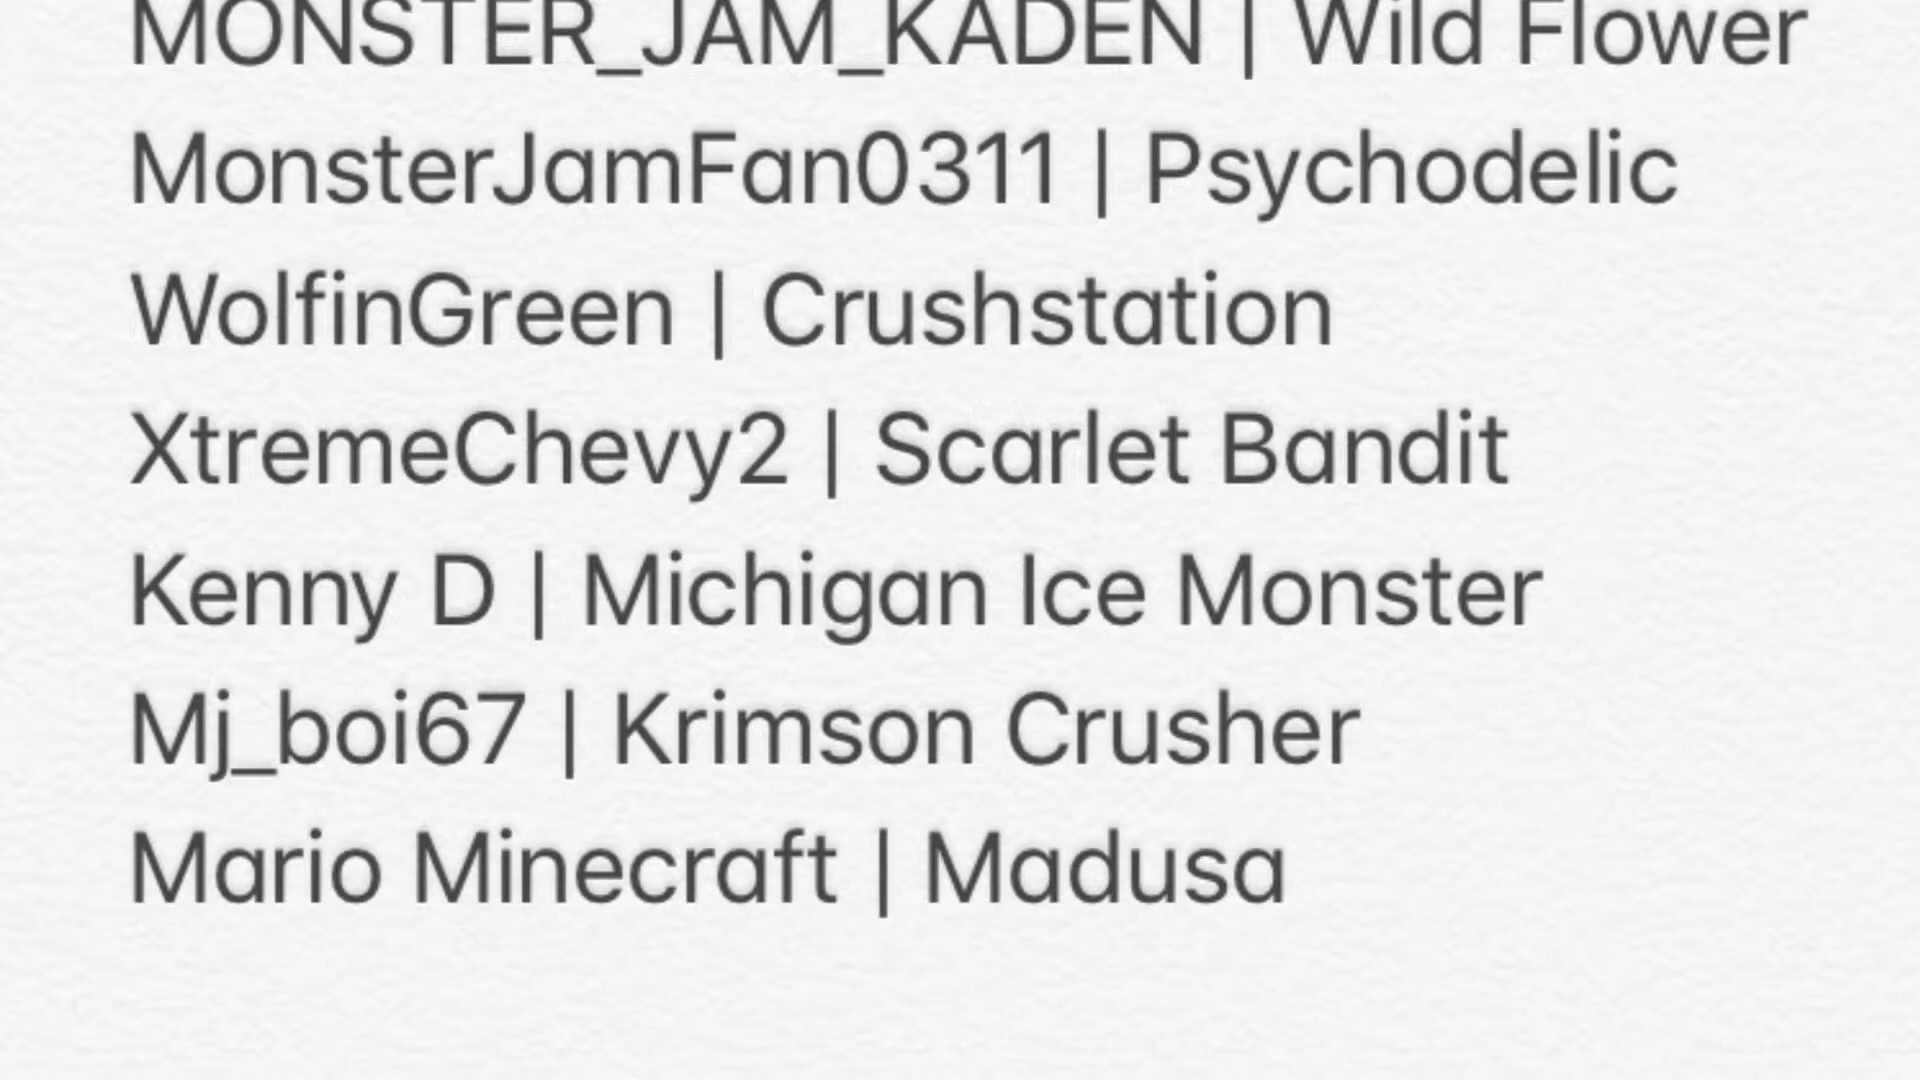 MONSTER_JAM_KADEN | Wild Flower
MonsterJamFan0311 | Psychodelic
WolfinGreen | Crushstation
XtremeChevy2 | Scarlet Bandit
Kenny D | Michigan Ice Monster
Mj_boi67 | Krimson Crusher
Mario Minecraft | Madusa